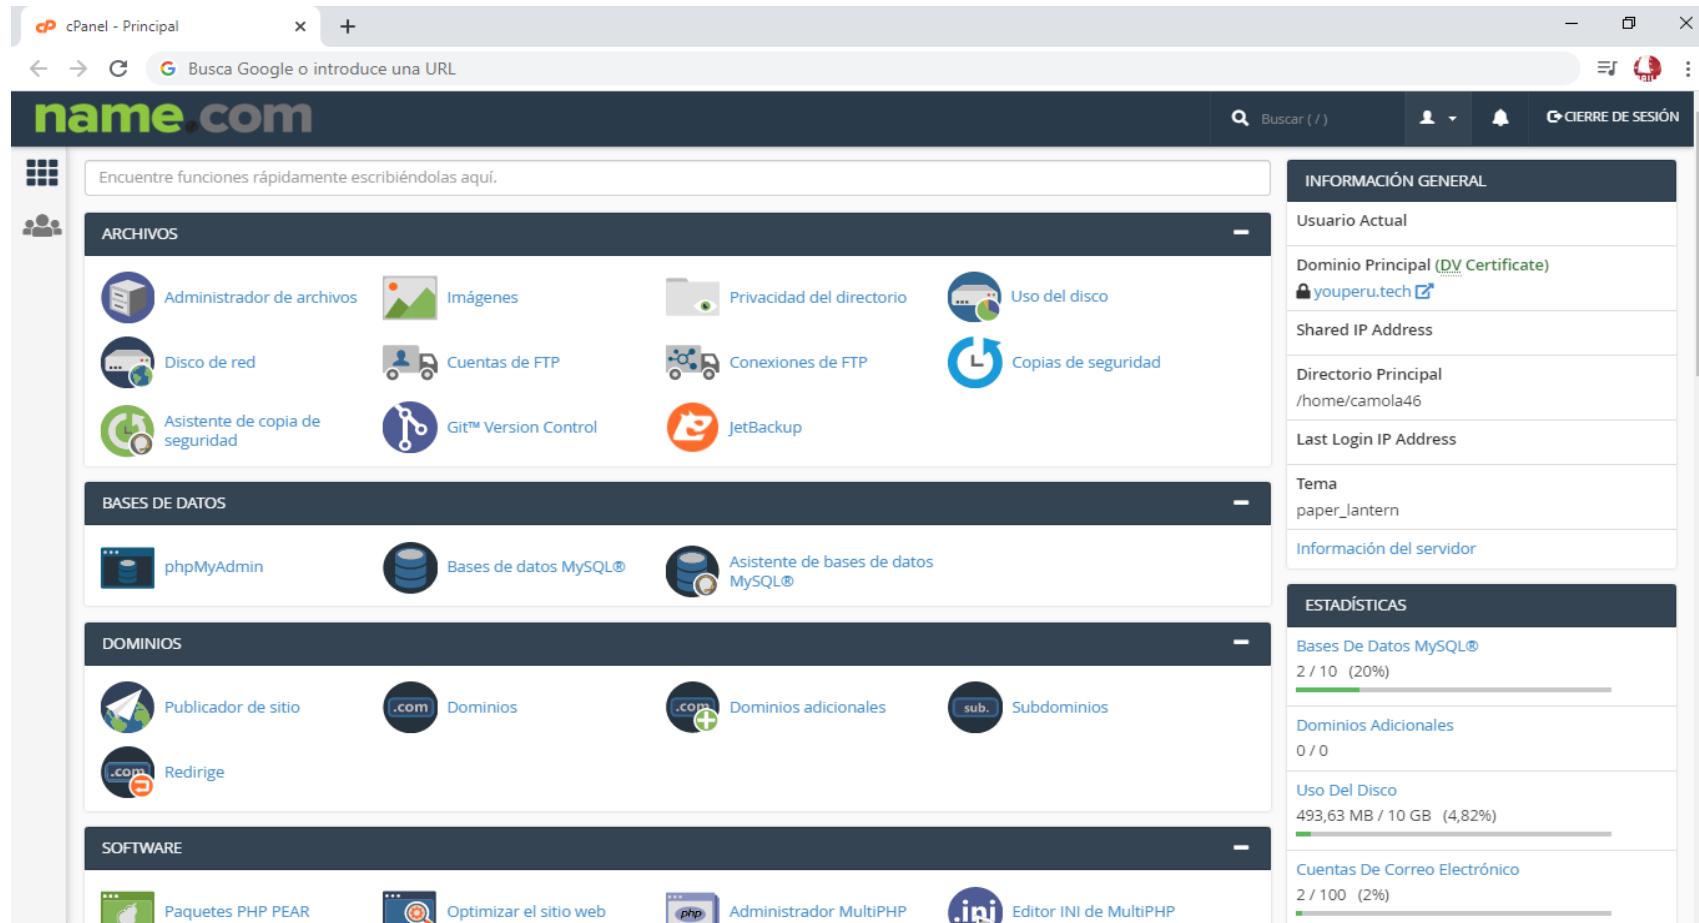 cPanel - Principal
Busca Google o introduce una URL
name.com
Buscar ( / )
CIERRE DE SESIÓN
Encuentre funciones rápidamente escribiéndolas aquí.
ARCHIVOS
Administrador de archivos
Imágenes
Privacidad del directorio
Uso del disco
Disco de red
Cuentas de FTP
Conexiones de FTP
Copias de seguridad
Asistente de copia de
seguridad
Git™ Version Control
JetBackup
BASES DE DATOS
phpMyAdmin
Bases de datos MySQL®
Asistente de bases de datos
MySQL®
DOMINIOS
.com
Publicador de sitio
Dominios
.com
Dominios adicionales
sub.
Subdominios
.com
Redirige
SOFTWARE
Paquetes PHP PEAR
Optimizar el sitio web
php
Administrador MultiPHP
.ini
Editor INI de MultiPHP
INFORMACIÓN GENERAL
Usuario Actual
Dominio Principal (DV Certificate)
youperu.tech
Shared IP Address
Directorio Principal
/home/camola46
Last Login IP Address
Tema
paper_lantern
Información del servidor
ESTADÍSTICAS
Bases De Datos MySQL®
2 / 10 (20%)
Dominios Adicionales
0 / 0
Uso Del Disco
493,63 MB / 10 GB (4,82%)
Cuentas De Correo Electrónico
2 / 100 (2%)